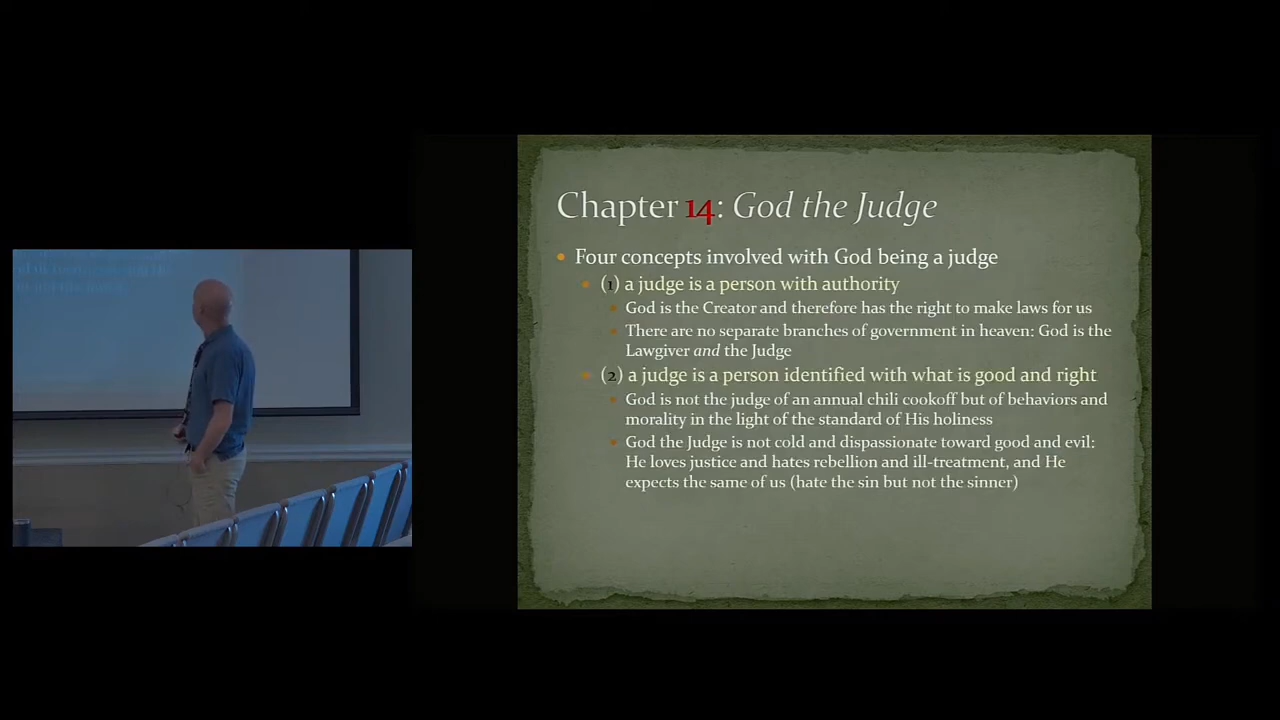 Chapter 14: God the Judge
• Four concepts involved with God being a judge
• (1) a judge is a person with authority
• God is the Creator and therefore has the right to make laws for us
• There are no separate branches of government in heaven: God is the
Lawgiver and the Judge
• (2) a judge is a person identified with what is good and right
• God is not the judge of an annual chili cookoff but of behaviors and
morality in the light of the standard of His holiness
• God the Judge is not cold and dispassionate toward good and evil:
He loves justice and hates rebellion and ill-treatment, and He
expects the same of us (hate the sin but not the sinner)